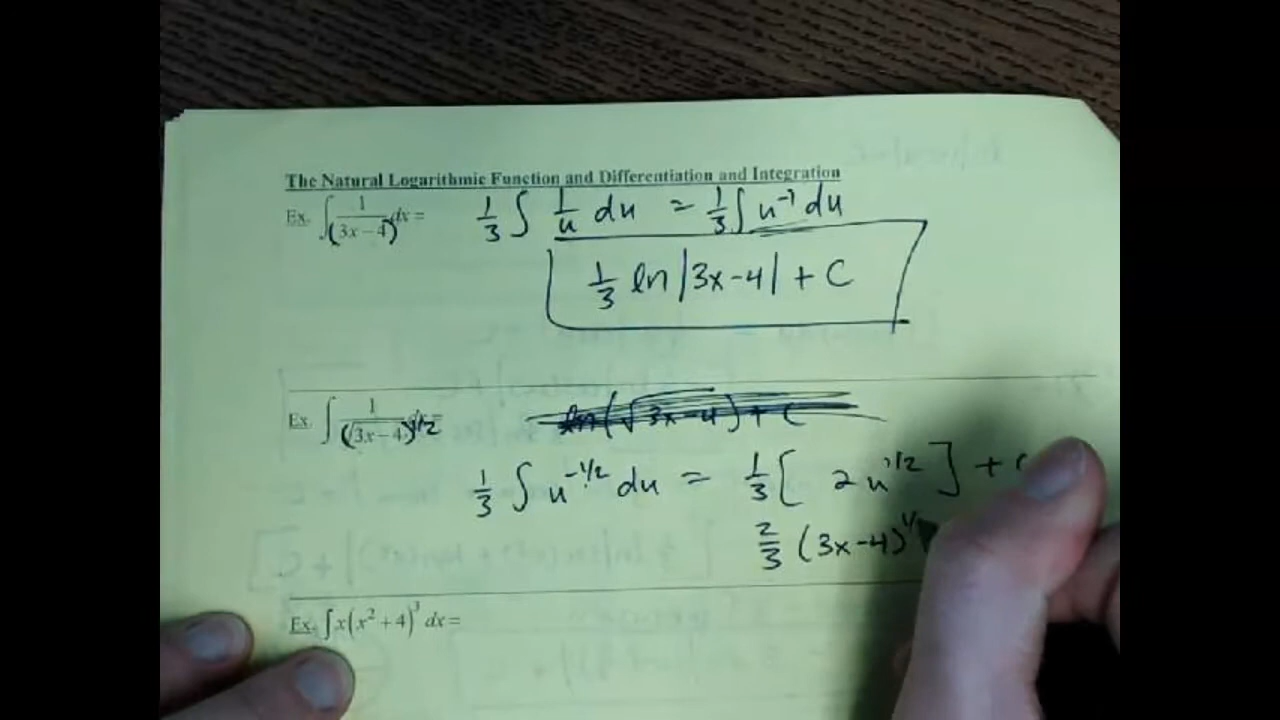 The Natural Logarithmic Function and Differentiation and Integration
Ex. ∫ 1/(3x−4) dx = 1/3 ∫ 1/u du = 1/3 ∫ u⁻¹ du
1/3 ln|3x−4| + C
Ex. ∫ 1/(√3x−4)^1/2 dx = ln(√3x−4) + C
1/3 ∫ u^−1/2 du = 1/3 [ 2u^1/2 ] + C
2/3 (3x−4)
Ex. ∫ x(x² + 4)³ dx =